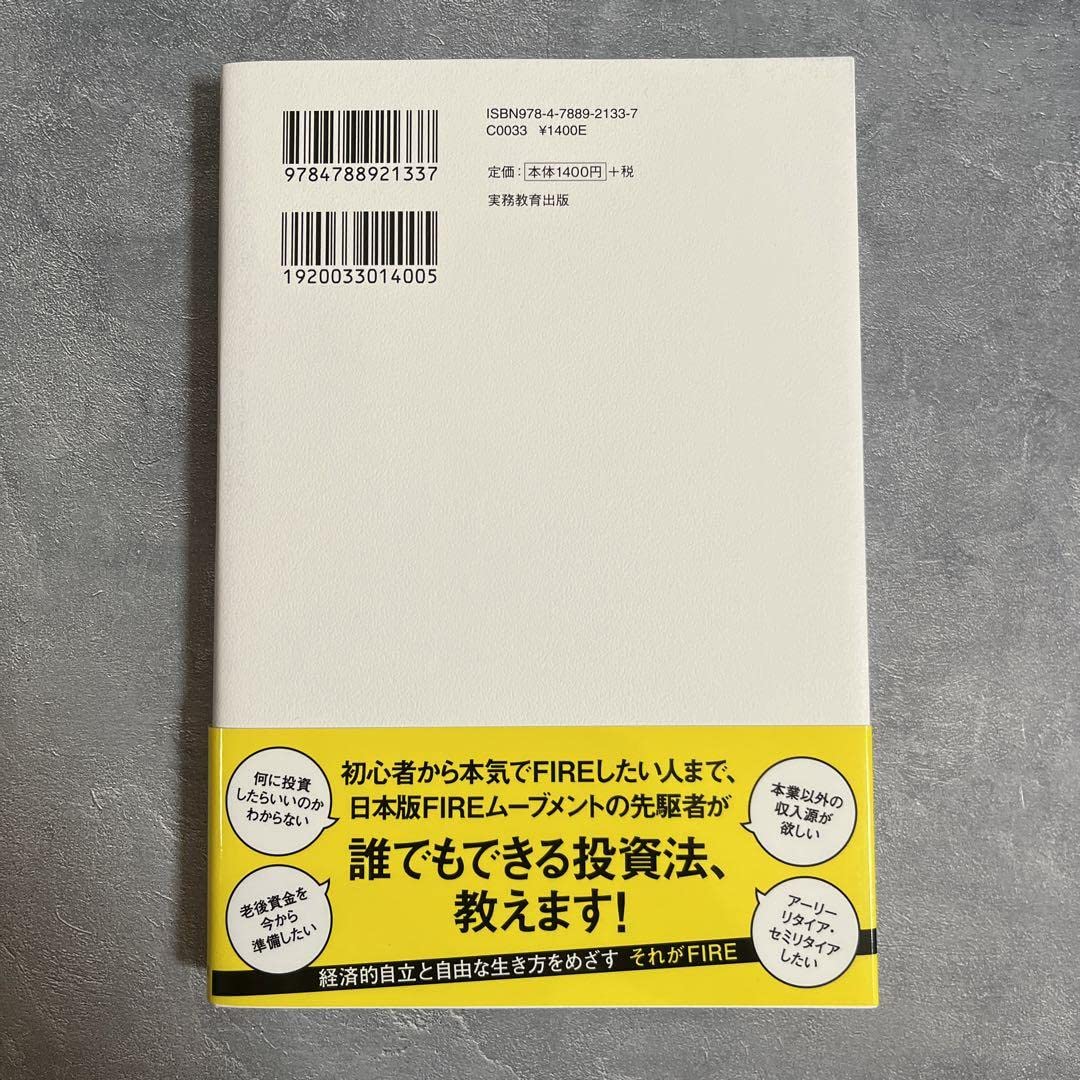 ISBN978-4-7889-2133-7
C0033 ¥1400E
9784788921337
定価：本体1400円＋税
実務教育出版
1920033014005
初心者から本気でFIREしたい人まで、
日本版FIREムーブメントの先駆者が
誰でもできる投資法、
教えます！
何に投資
したらいいのか
わからない
本業以外の
収入源が
欲しい
老後資金を
今から
準備したい
アーリー
リタイア・
セミリタイア
したい
経済的自立と自由な生き方をめざす それがFIRE